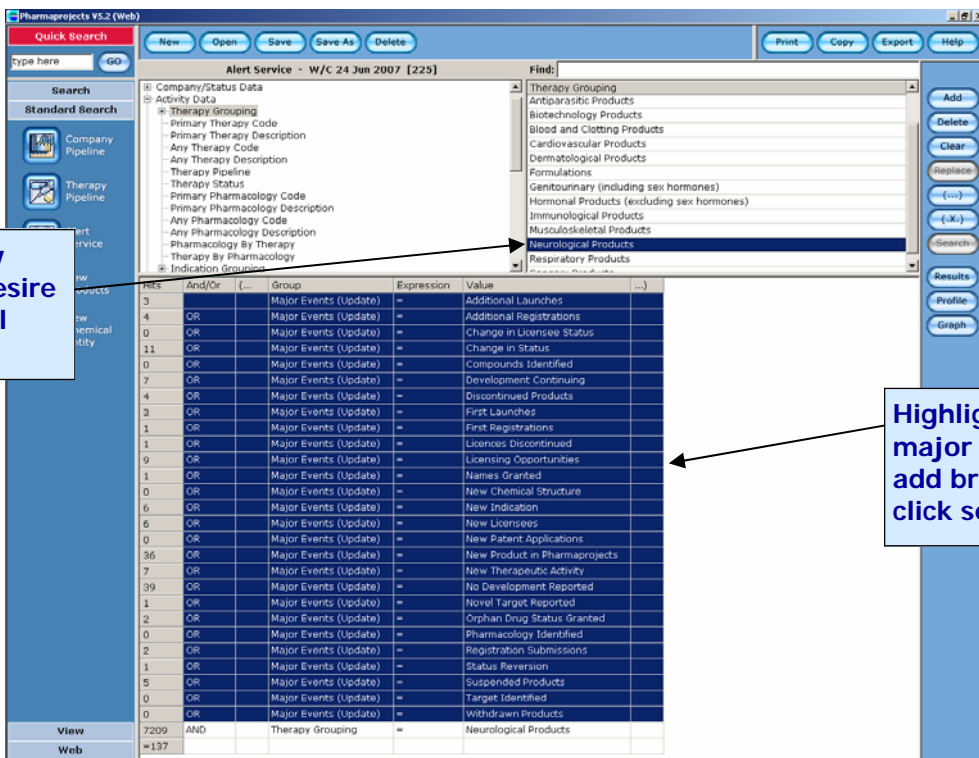 Pharmaprojects V5.2 (Web)
Quick Search
New Open Save Save As Delete
Print Copy Export Help
type here GO
Alert Service - W/C 24 Jun 2007 [225]
Find:
Search
Standard Search
Company
Pipeline
Therapy
Pipeline
Company/Status Data
Activity Data
Therapy Grouping
Primary Therapy Code
Primary Therapy Description
Any Therapy Code
Any Therapy Description
Therapy Pipeline
Therapy Status
Primary Pharmacology Code
Primary Pharmacology Description
Any Pharmacology Code
Any Pharmacology Description
Pharmacology By Therapy
Therapy By Pharmacology
Indication Grouping
Therapy Grouping
Antiparasitic Products
Biotechnology Products
Blood and Clotting Products
Cardiovascular Products
Dermatological Products
Formulations
Genitourinary (including sex hormones)
Hormonal Products (excluding sex hormones)
Immunological Products
Musculoskeletal Products
Neurological Products
Respiratory Products
Add
Delete
Clear
Replace
(...)
(.X.)
Search
Results
Profile
Graph
Hits And/Or (... Group Expression Value ...)
3 Major Events (Update) = Additional Launches
4 OR Major Events (Update) = Additional Registrations
0 OR Major Events (Update) = Change in Licensee Status
11 OR Major Events (Update) = Change in Status
0 OR Major Events (Update) = Compounds Identified
7 OR Major Events (Update) = Development Continuing
4 OR Major Events (Update) = Discontinued Products
3 OR Major Events (Update) = First Launches
1 OR Major Events (Update) = First Registrations
1 OR Major Events (Update) = Licences Discontinued
9 OR Major Events (Update) = Licensing Opportunities
1 OR Major Events (Update) = Names Granted
0 OR Major Events (Update) = New Chemical Structure
6 OR Major Events (Update) = New Indication
6 OR Major Events (Update) = New Licensees
0 OR Major Events (Update) = New Patent Applications
36 OR Major Events (Update) = New Product in Pharmaprojects
7 OR Major Events (Update) = New Therapeutic Activity
39 OR Major Events (Update) = No Development Reported
1 OR Major Events (Update) = Novel Target Reported
2 OR Major Events (Update) = Orphan Drug Status Granted
0 OR Major Events (Update) = Pharmacology Identified
2 OR Major Events (Update) = Registration Submissions
1 OR Major Events (Update) = Status Reversion
5 OR Major Events (Update) = Suspended Products
0 OR Major Events (Update) = Target Identified
0 OR Major Events (Update) = Withdrawn Products
7209 AND Therapy Grouping = Neurological Products
=137
major
click
View
Web